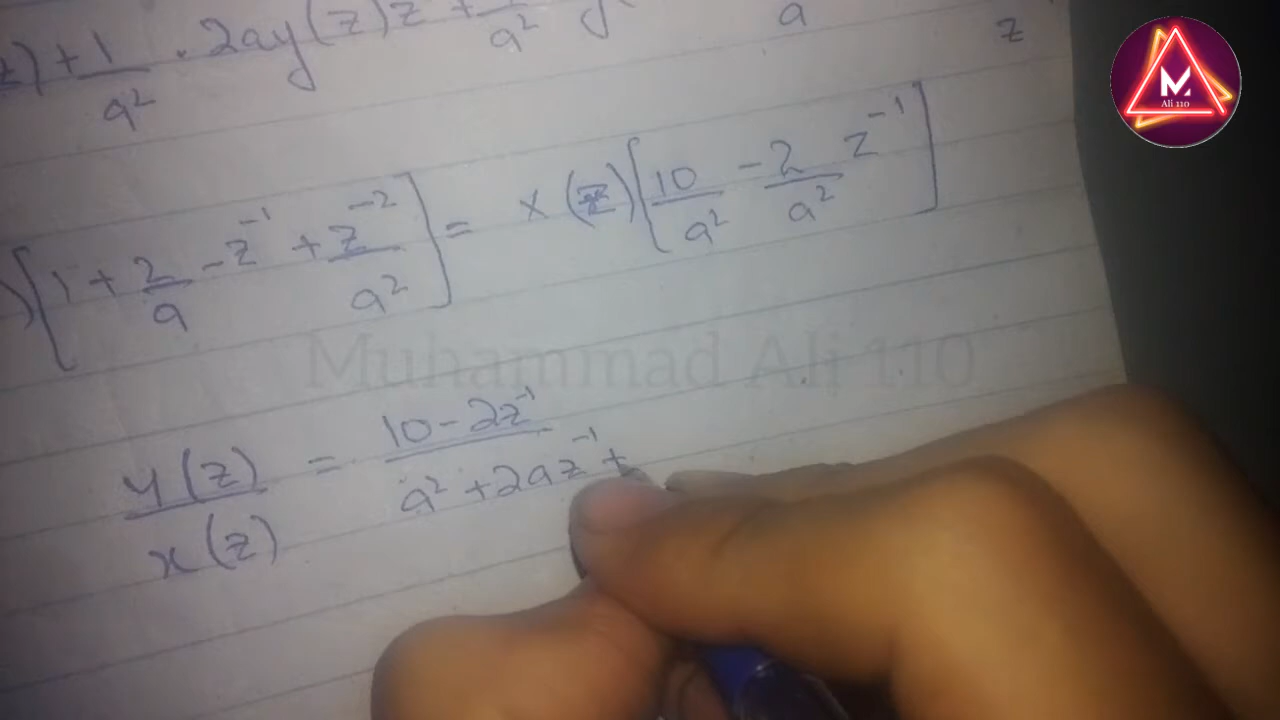 z) + 1/a² · 2ay(z)z + 1/a² y a z
M
Ali 110
) [1 + 2/a - z⁻¹ + z⁻²/a²] = x(z) [10/a² - 2/a² z⁻¹]
Muhammad Ali 110
y(z)/x(z) = 10 - 2z⁻¹ / a² + 2az⁻¹ +